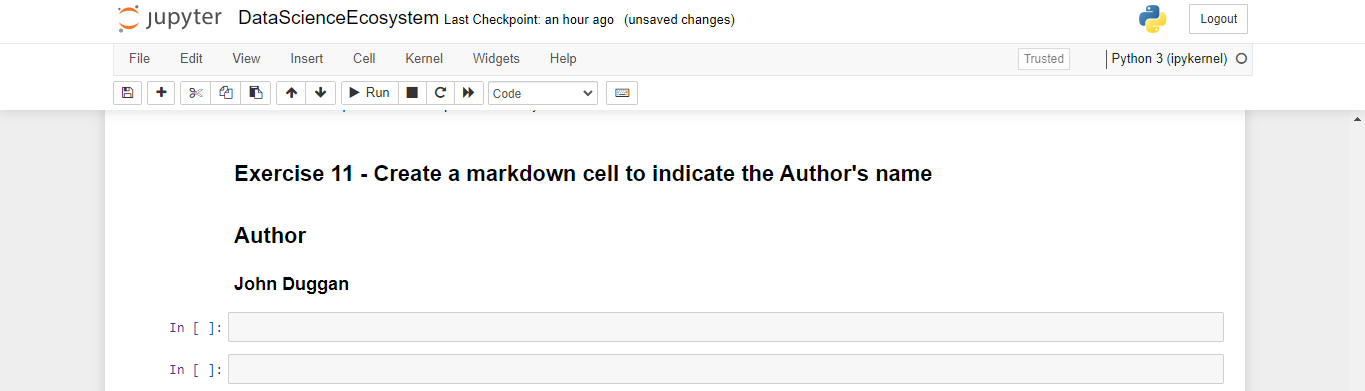 jupyter DataScienceEcosystem Last Checkpoint: an hour ago (unsaved changes)
Logout
File Edit View Insert Cell Kernel Widgets Help
Trusted
Python 3 (ipykernel)
Run
Code
Exercise 11 - Create a markdown cell to indicate the Author's name
Author
John Duggan
In [ ]:
In [ ]: